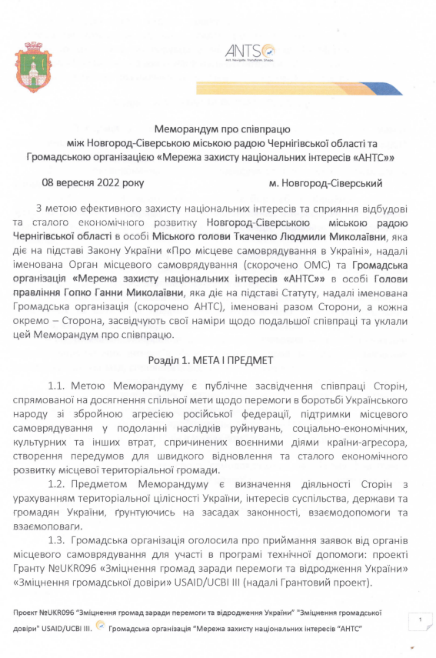 ANTS
Меморандум про співпрацю
між Новгород-Сіверською міською радою Чернігівської області та
Громадською організацією «Мережа захисту національних інтересів «АНТС»»
08 вересня 2022 року м. Новгород-Сіверський
З метою ефективного захисту національних інтересів та сприяння відбудові
та сталого економічного розвитку Новгород-Сіверською міською радою
Чернігівської області в особі Міського голови Ткаченко Людмили Миколаївни, яка
діє на підставі Закону України «Про місцеве самоврядування в Україні», надалі
іменована Орган місцевого самоврядування (скорочено ОМС) та Громадська
організація «Мережа захисту національних інтересів «АНТС»» в особі Голови
правління Гопко Ганни Миколаївни, яка діє на підставі Статуту, надалі іменована
Громадська організація (скорочено АНТС), іменовані разом Сторони, а кожна
окремо – Сторона, засвідчують свої наміри щодо подальшої співпраці та уклали
цей Меморандум про співпрацю.
Розділ 1. МЕТА І ПРЕДМЕТ
1.1. Метою Меморандуму є публічне засвідчення співпраці Сторін,
спрямованої на досягнення спільної мети щодо перемоги в боротьбі Українського
народу зі збройною агресією російської федерації, підтримки місцевого
самоврядування у подоланні наслідків руйнувань, соціально-економічних,
культурних та інших втрат, спричинених воєнними діями країни-агресора,
створення передумов для швидкого відновлення та сталого економічного
розвитку місцевої територіальної громади.
1.2. Предметом Меморандуму є визначення діяльності Сторін з
урахуванням територіальної цілісності України, інтересів суспільства, держави та
громадян України, ґрунтуючись на засадах законності, взаємодопомоги та
взаємоповаги.
1.3. Громадська організація оголосила про приймання заявок від органів
місцевого самоврядування для участі в програмі технічної допомоги: проекті
Гранту №UKR096 «Зміцнення громад заради перемоги та відродження України»
«Зміцнення громадської довіри» USAID/UCBI III (надалі Грантовий проект).
Проект №UKR096 "Зміцнення громад заради перемоги та відродження України" "Зміцнення громадської
довіри" USAID/UCBI III. Громадська організація "Мережа захисту національних інтересів "АНТС"
1